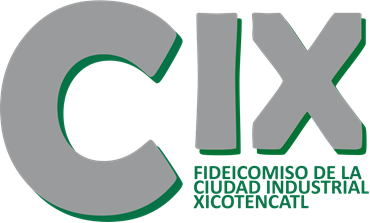 CIX
FIDEICOMISO DE LA
CIUDAD INDUSTRIAL
XICOTENCATL